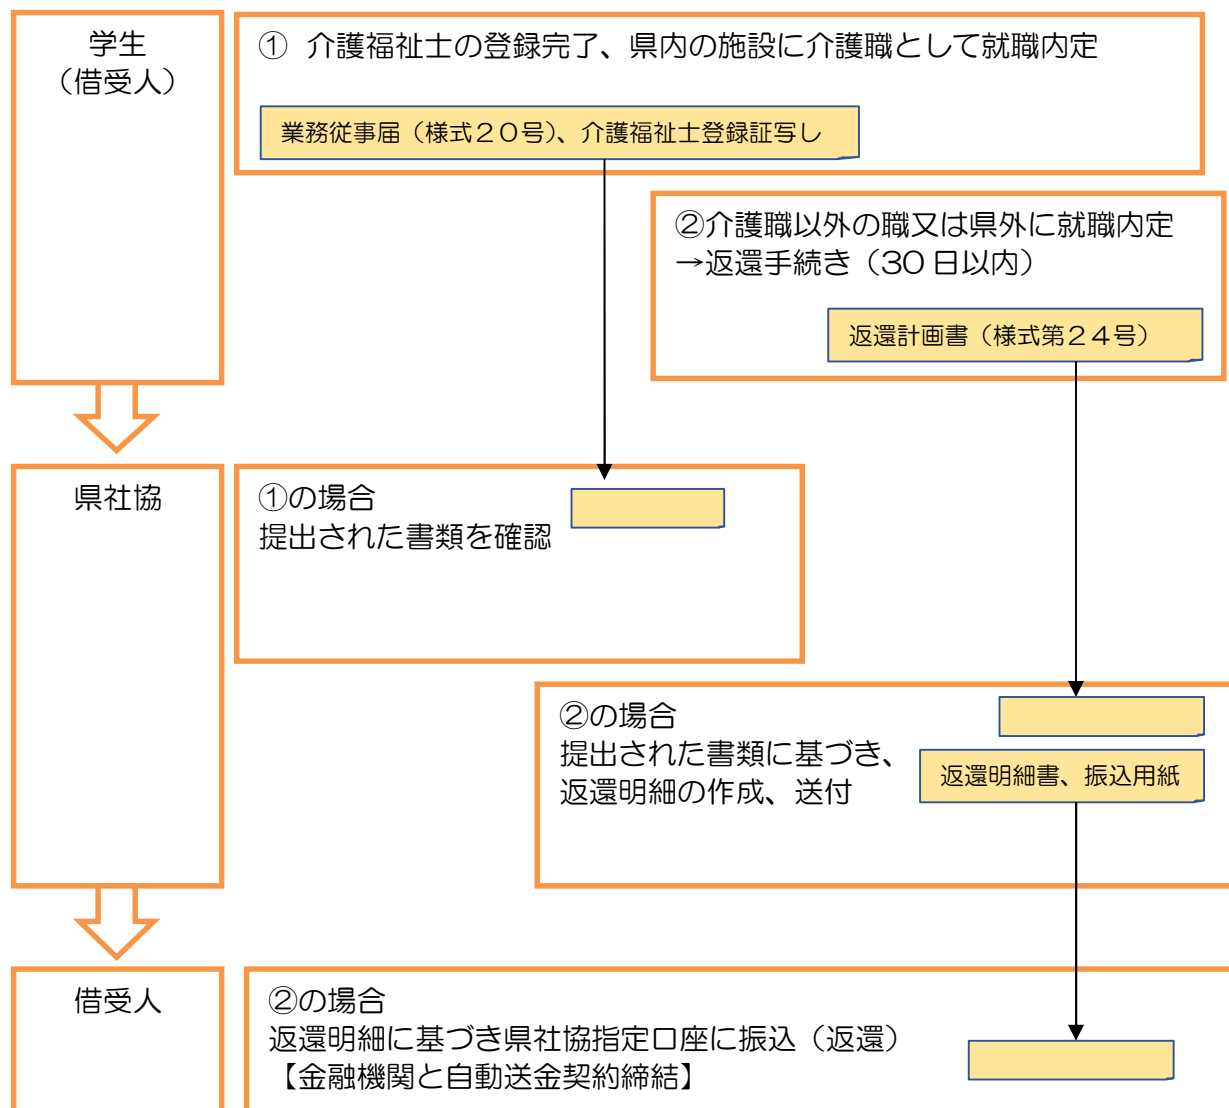 学生
（借受人）
① 介護福祉士の登録完了、県内の施設に介護職として就職内定
業務従事届（様式２０号）、介護福祉士登録証写し
②介護職以外の職又は県外に就職内定
→返還手続き（30 日以内）
返還計画書（様式第２４号）
県社協
①の場合
提出された書類を確認
②の場合
提出された書類に基づき、
返還明細の作成、送付
返還明細書、振込用紙
借受人
②の場合
返還明細に基づき県社協指定口座に振込（返還）
【金融機関と自動送金契約締結】